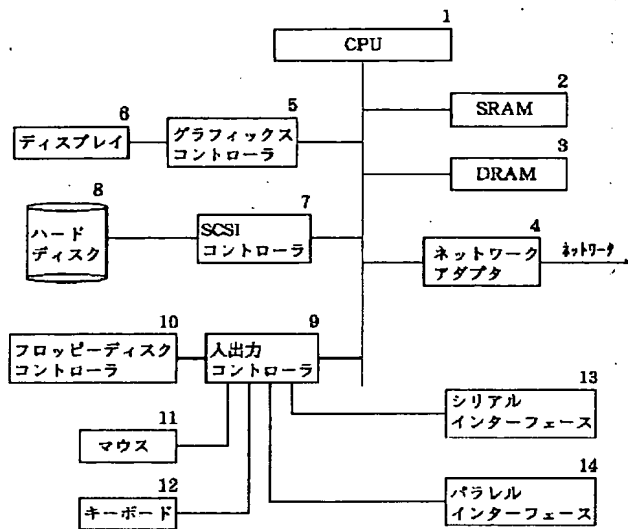 1
CPU
2
SRAM
3
DRAM
4
ネットワーク
アダプタ
ネットワータ
5
グラフィックス
コントローラ
6
ディスプレイ
7
SCSI
コントローラ
8
ハード
ディスク
9
入出力
コントローラ
10
フロッピーディスク
コントローラ
11
マウス
12
キーボード
13
シリアル
インターフェース
14
パラレル
インターフェース